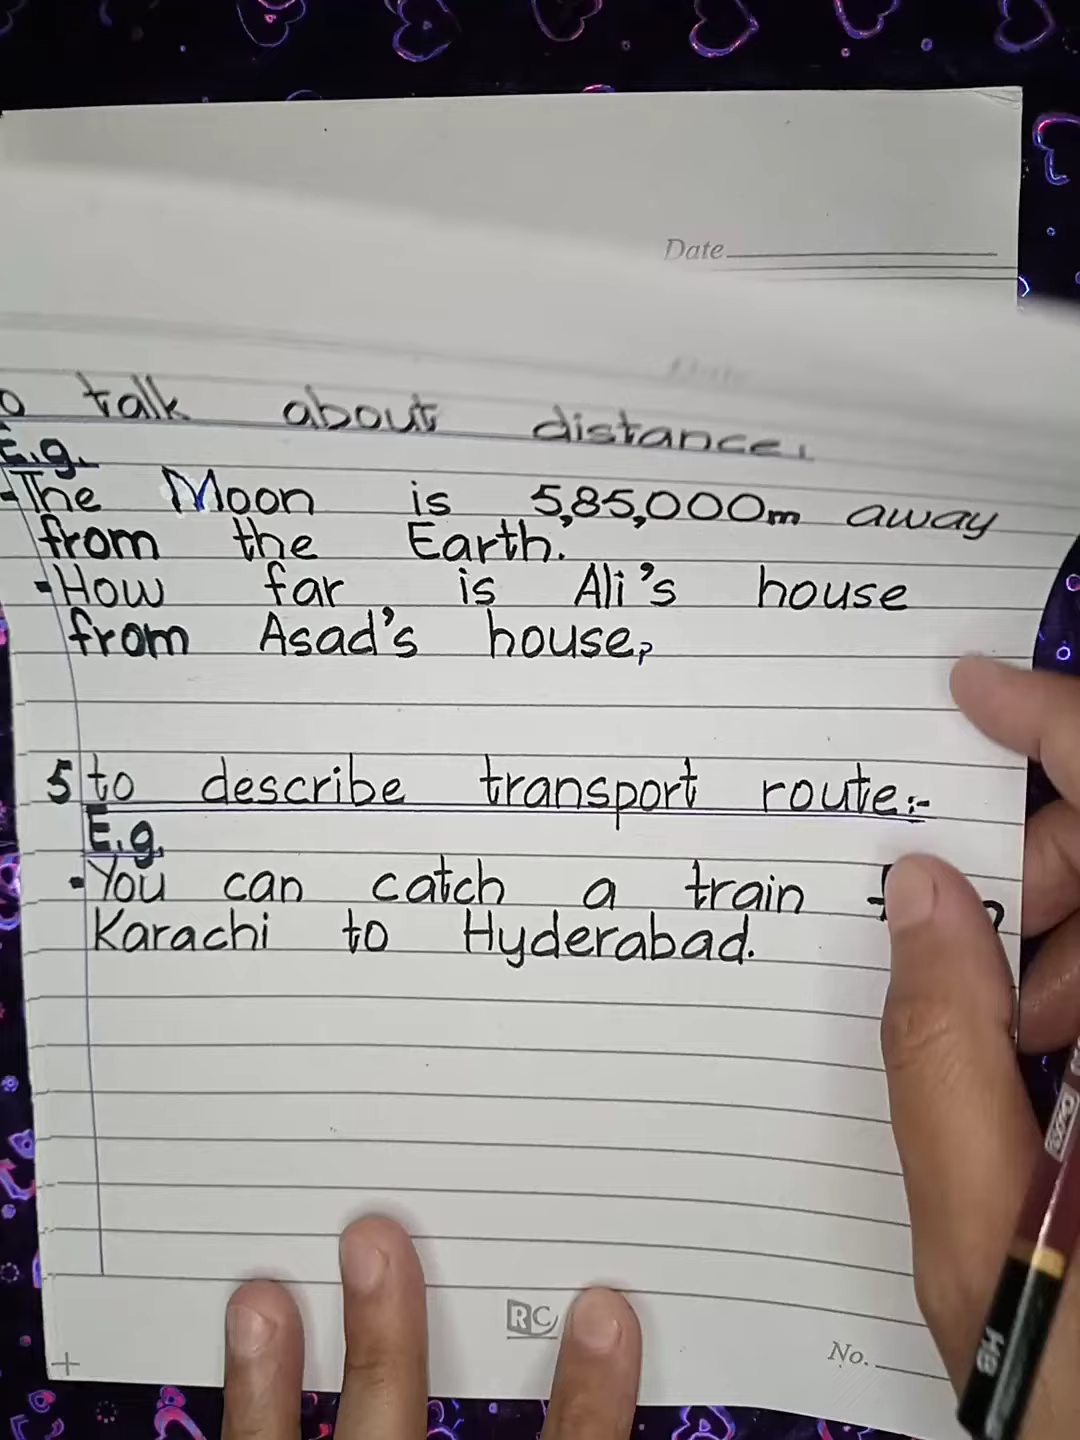 Date
talk about distance.
E.g.
-The Moon is 5,85,000m away
from the Earth.
-How far is Ali's house
from Asad's house?
5 to describe transport route:-
E.g.
-You can catch a train
Karachi to Hyderabad.
RC
No.
HB